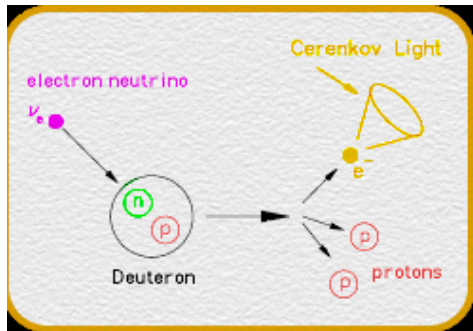 Cerenkov Light
electron neutrino
νe
e-
n
p
p
Deuteron
p
protons